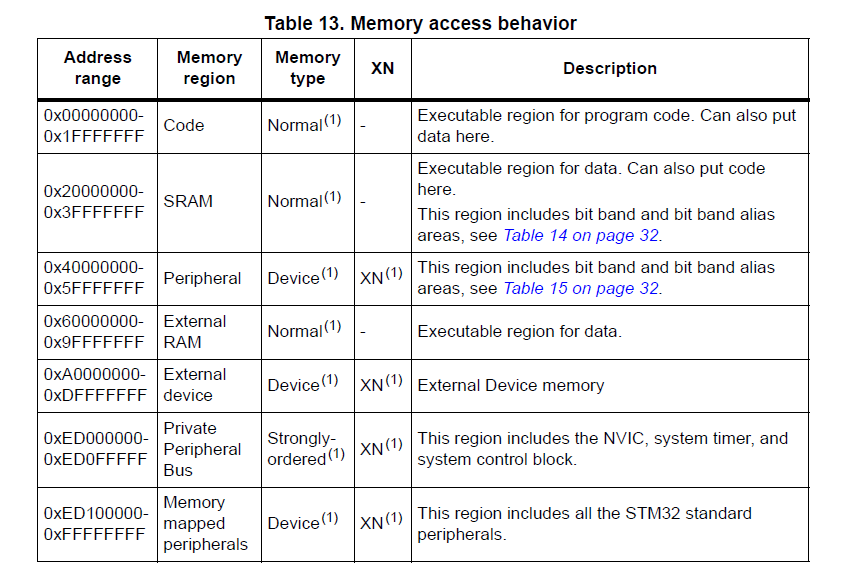 Table 13. Memory access behavior
Address range Memory region Memory type XN Description
0x00000000- 0x1FFFFFFF Code Normal(1) - Executable region for program code. Can also put data here.
0x20000000- 0x3FFFFFFF SRAM Normal(1) - Executable region for data. Can also put code here.
This region includes bit band and bit band alias areas, see Table 14 on page 32.
0x40000000- 0x5FFFFFFF Peripheral Device(1) XN(1) This region includes bit band and bit band alias areas, see Table 15 on page 32.
0x60000000- 0x9FFFFFFF External RAM Normal(1) - Executable region for data.
0xA0000000- 0xDFFFFFFF External device Device(1) XN(1) External Device memory
0xED000000- 0xED0FFFFF Private Peripheral Bus Strongly- ordered(1) XN(1) This region includes the NVIC, system timer, and system control block.
0xED100000- 0xFFFFFFFF Memory mapped peripherals Device(1) XN(1) This region includes all the STM32 standard peripherals.